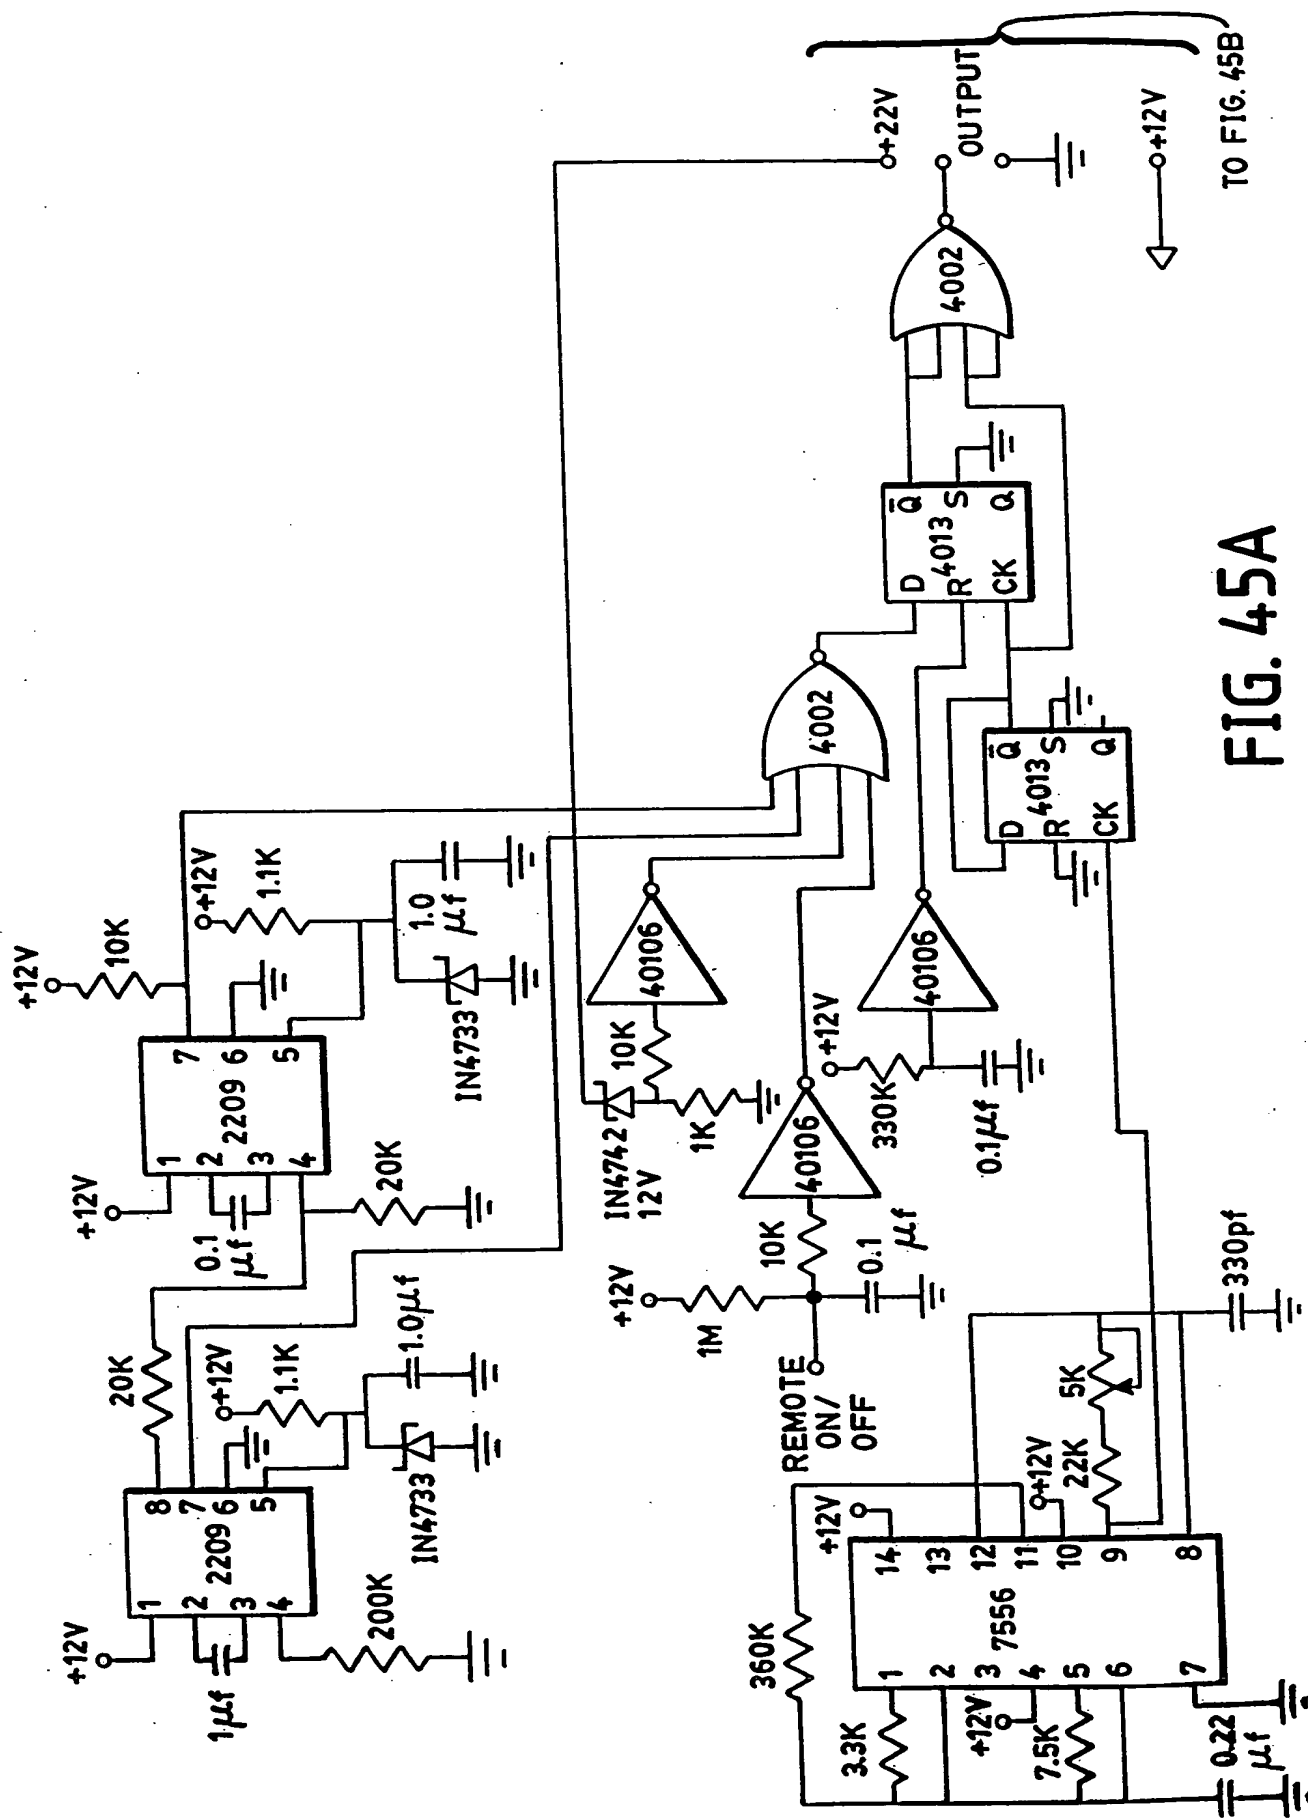 +12V
10K
+12V
1
2
3
4
2209
7
6
5
0.1
µf
20K
+12V
1.1K
1.0
µf
IN4733
20K
+12V
1
2
3
4
2209
8
7
6
5
1µf
200K
+12V
1.1K
1.0µf
IN4733
IN4742
12V
10K
1K
40106
+12V
1M
REMOTE
ON/
OFF
10K
0.1
µf
40106
+12V
330K
0.1µf
40106
4002
D
R
CK
4013
Q
S
Q
D
R
CK
4013
Q
S
Q
4002
+22V
OUTPUT
+12V
TO FIG. 45B
360K
3.3K
+12V
7.5K
0.22
µf
1
2
3
4
5
6
7
7556
+12V
14
13
12
11
10
9
8
+12V
22K
5K
330pf
FIG. 45A